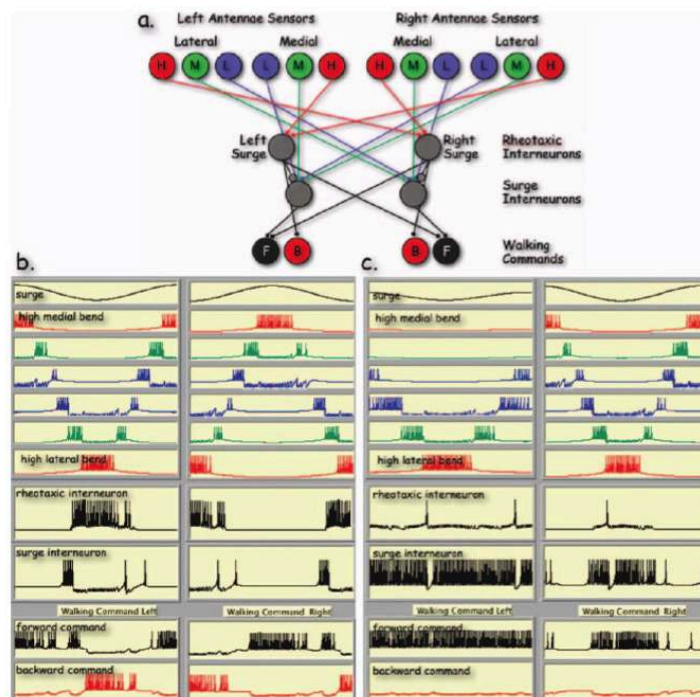 Left Antennae Sensors Right Antennae Sensors
a.
Lateral Medial Medial Lateral
H M L L M H H M L L M H
Left Surge
Right Surge
Rheotaxic Interneurons
Surge Interneurons
F B B F
Walking Commands
b.
c.
surge
surge
high medial bend
high medial bend
high lateral bend
high lateral bend
rheotaxic interneuron
rheotaxic interneuron
surge interneuron
surge interneuron
Walking Command Left Walking Command Right
Walking Command Left Walking Command Right
forward command
forward command
backward command
backward command